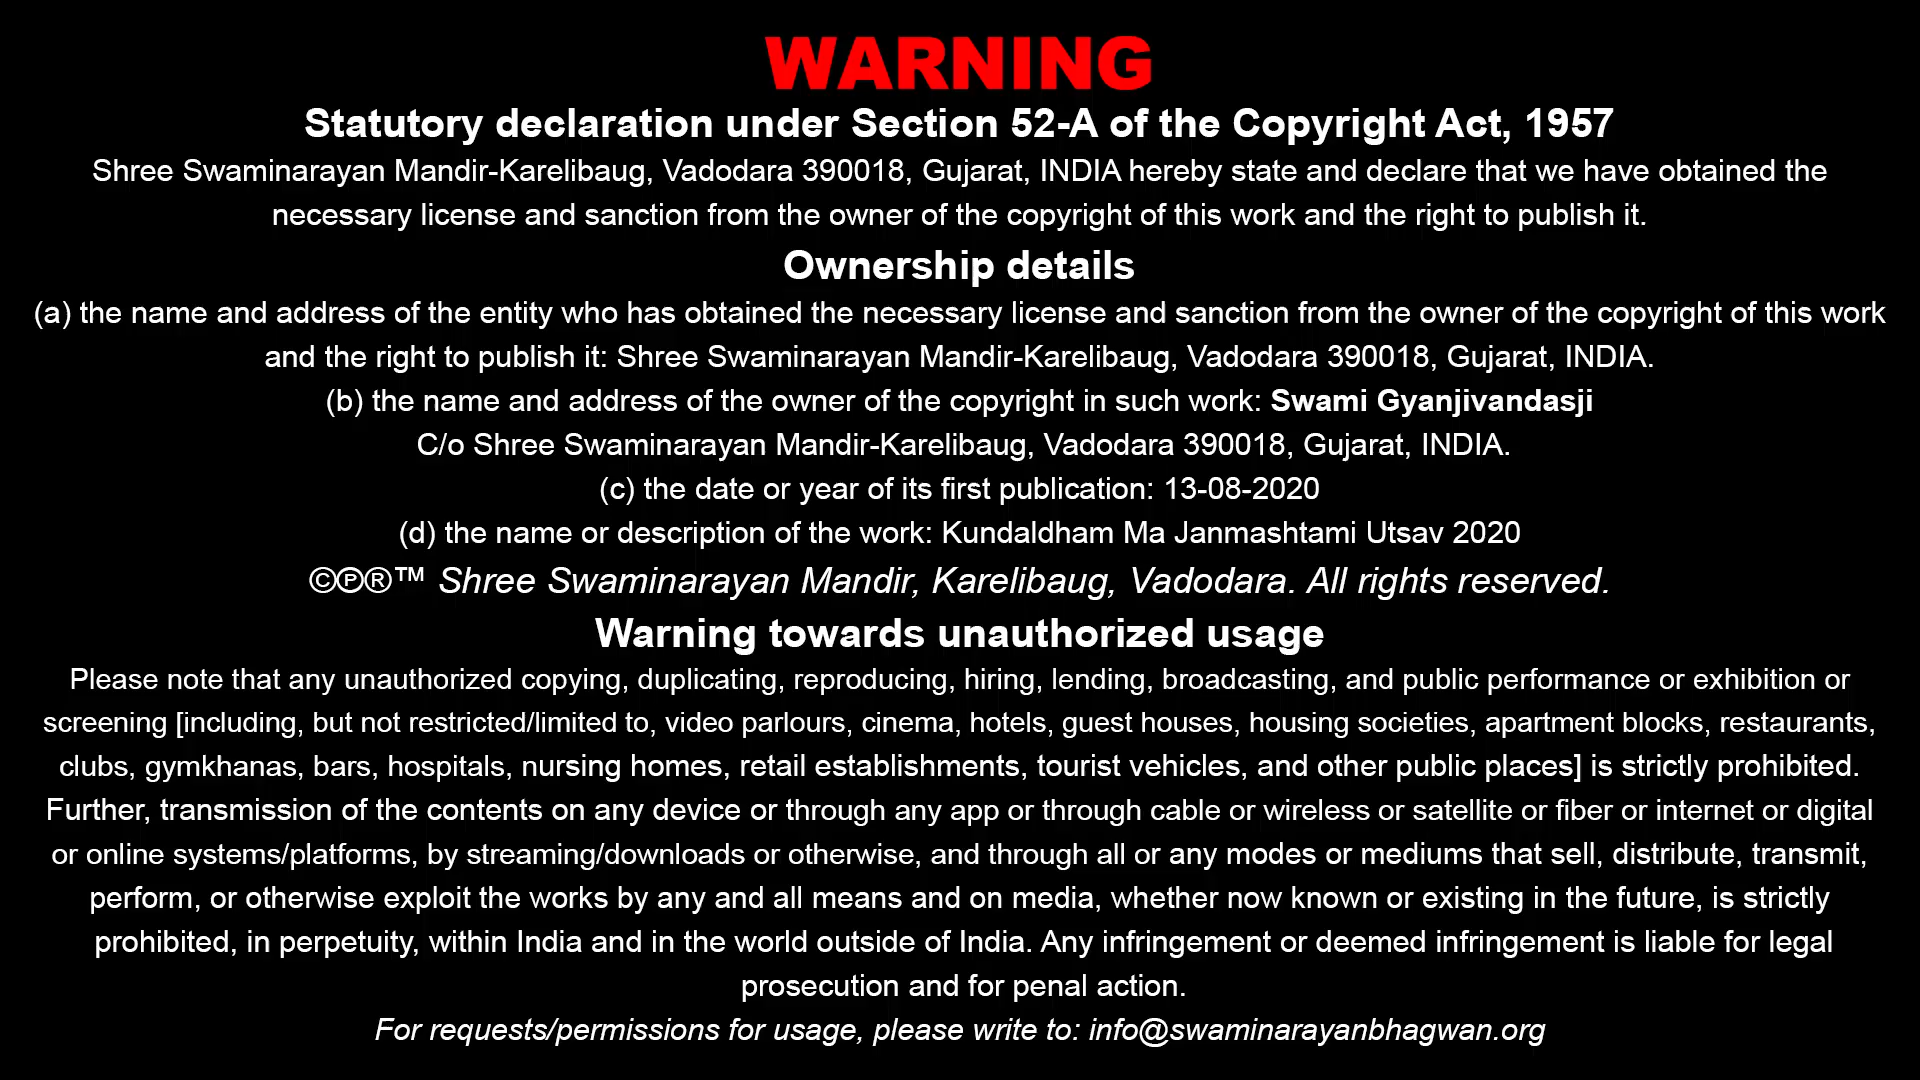 WARNING
Statutory declaration under Section 52-A of the Copyright Act, 1957
Shree Swaminarayan Mandir-Karelibaug, Vadodara 390018, Gujarat, INDIA hereby state and declare that we have obtained the
necessary license and sanction from the owner of the copyright of this work and the right to publish it.
Ownership details
(a) the name and address of the entity who has obtained the necessary license and sanction from the owner of the copyright of this work
and the right to publish it: Shree Swaminarayan Mandir-Karelibaug, Vadodara 390018, Gujarat, INDIA.
(b) the name and address of the owner of the copyright in such work: Swami Gyanjivandasji
C/o Shree Swaminarayan Mandir-Karelibaug, Vadodara 390018, Gujarat, INDIA.
(c) the date or year of its first publication: 13-08-2020
(d) the name or description of the work: Kundaldham Ma Janmashtami Utsav 2020
©℗®™ Shree Swaminarayan Mandir, Karelibaug, Vadodara. All rights reserved.
Warning towards unauthorized usage
Please note that any unauthorized copying, duplicating, reproducing, hiring, lending, broadcasting, and public performance or exhibition or
screening [including, but not restricted/limited to, video parlours, cinema, hotels, guest houses, housing societies, apartment blocks, restaurants,
clubs, gymkhanas, bars, hospitals, nursing homes, retail establishments, tourist vehicles, and other public places] is strictly prohibited.
Further, transmission of the contents on any device or through any app or through cable or wireless or satellite or fiber or internet or digital
or online systems/platforms, by streaming/downloads or otherwise, and through all or any modes or mediums that sell, distribute, transmit,
perform, or otherwise exploit the works by any and all means and on media, whether now known or existing in the future, is strictly
prohibited, in perpetuity, within India and in the world outside of India. Any infringement or deemed infringement is liable for legal
prosecution and for penal action.
For requests/permissions for usage, please write to: info@swaminarayanbhagwan.org